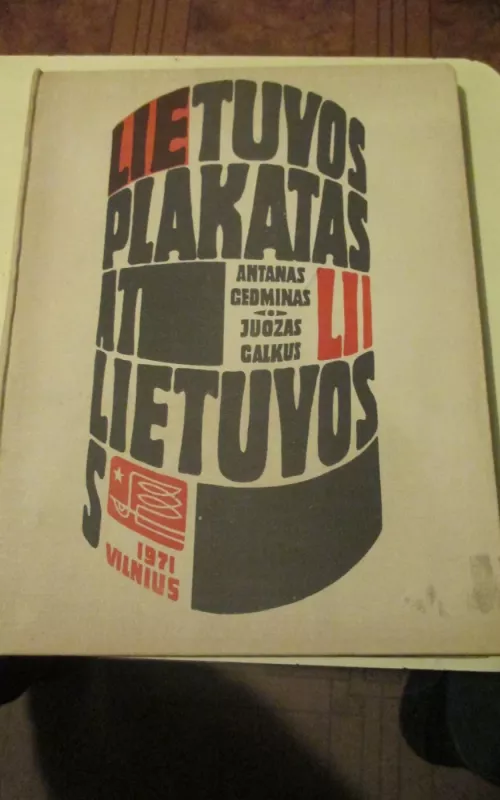 LIETUVOS
PLAKATAS
AT
ANTANAS
GEDMINAS
JUOZAS
GALKUS
LII
LIETUVOS
S
1971
VILNIUS